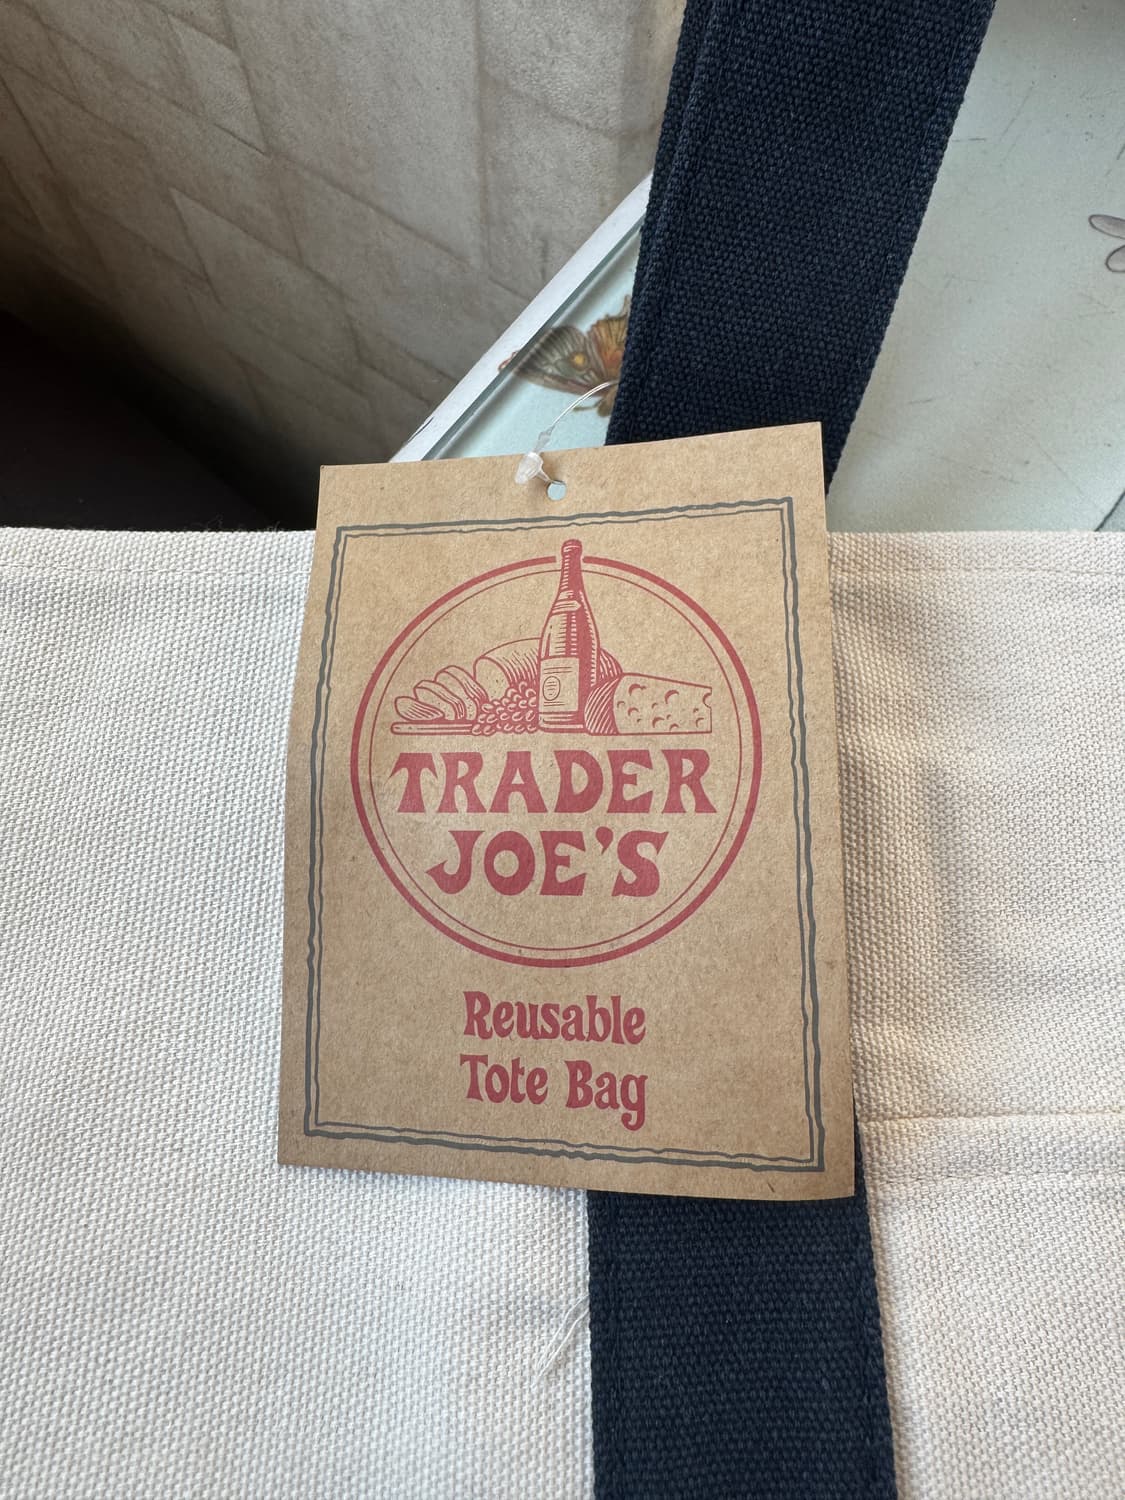 TRADER
JOE'S
Reusable
Tote Bag